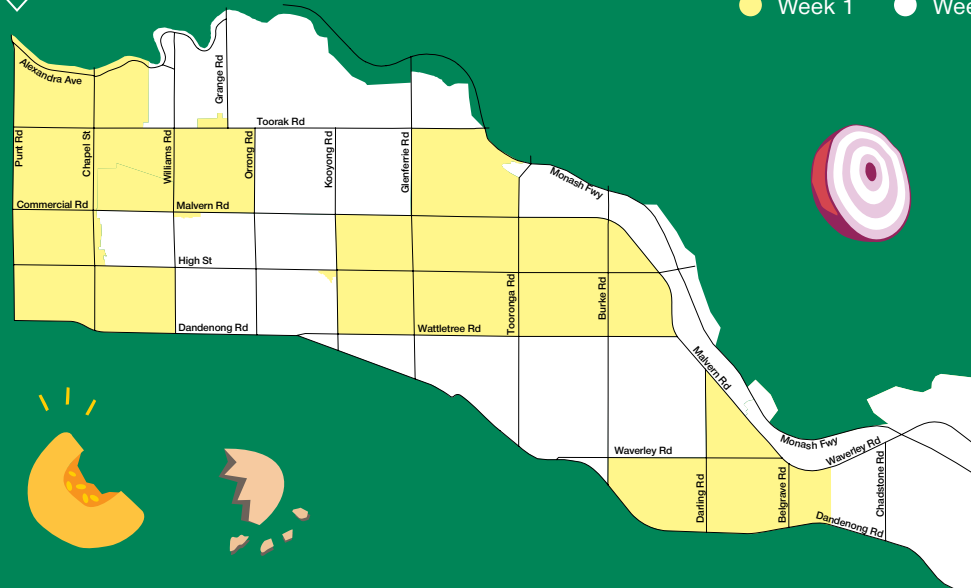 Week 1
Alexandra Ave
Grange Rd
Toorak Rd
Punt Rd
Chapel St
Williams Rd
Orrong Rd
Kooyong Rd
Glenferrie Rd
Monash Fwy
Commercial Rd
Malvern Rd
High St
Tooronga Rd
Burke Rd
Dandenong Rd
Wattletree Rd
Malvern Rd
Waverley Rd
Monash Fwy
Waverley Rd
Darling Rd
Belgrave Rd
Chadstone Rd
Dandenong Rd